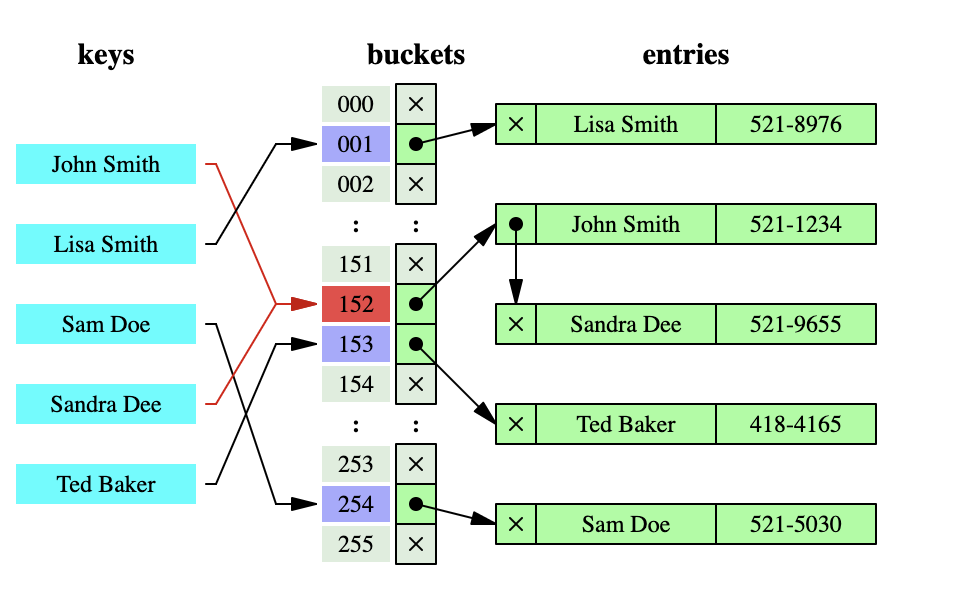 keys
buckets
entries
John Smith
Lisa Smith
Sam Doe
Sandra Dee
Ted Baker
000
001
002
:
:
151
152
153
154
:
:
253
254
255
Lisa Smith 521-8976
John Smith 521-1234
Sandra Dee 521-9655
Ted Baker 418-4165
Sam Doe 521-5030